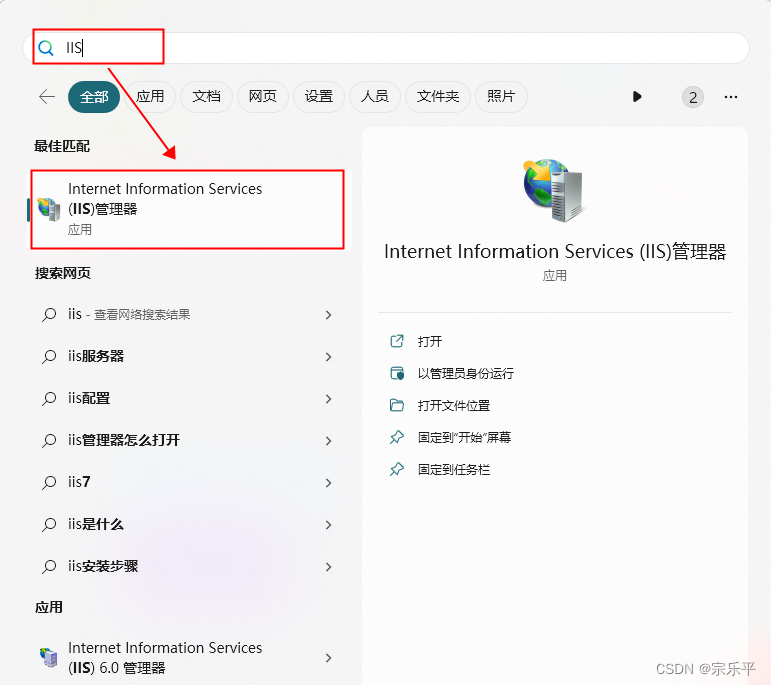 IIS
全部 应用 文档 网页 设置 人员 文件夹 照片 2 ...
最佳匹配
Internet Information Services
(IIS)管理器
应用
搜索网页
iis - 查看网络搜索结果
iis服务器
iis配置
iis管理器怎么打开
iis7
iis是什么
iis安装步骤
应用
Internet Information Services
(IIS) 6.0 管理器
Internet Information Services (IIS)管理器
应用
打开
以管理员身份运行
打开文件位置
固定到“开始”屏幕
固定到任务栏
CSDN @宗乐平